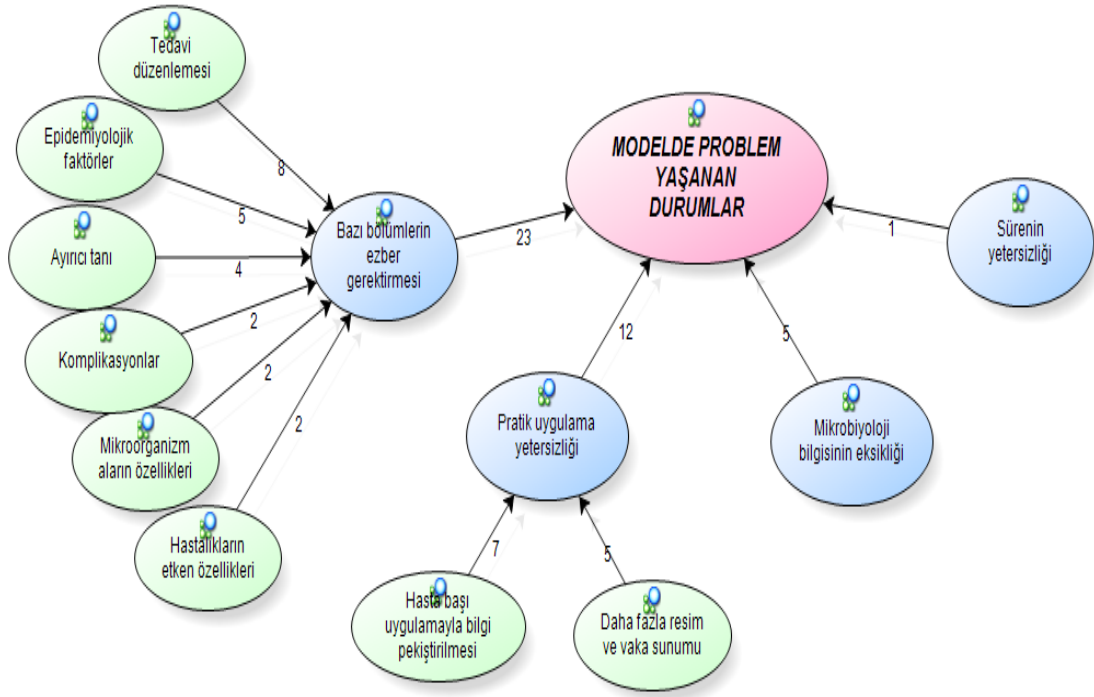 Tedavi
düzenlemesi
Epidemiyolojik
faktörler
Ayırıcı tanı
Komplikasyonlar
Mikroorganizm
aların özellikleri
Hastalıkların
etken özellikleri
8
5
4
2
2
2
Bazı bölümlerin
ezber
gerektirmesi
23
MODELDE PROBLEM
YAŞANAN
DURUMLAR
1
Sürenin
yetersizliği
12
5
Pratik uygulama
yetersizliği
Mikrobiyoloji
bilgisinin eksikliği
7
5
Hasta başı
uygulamayla bilgi
pekiştirilmesi
Daha fazla resim
ve vaka sunumu